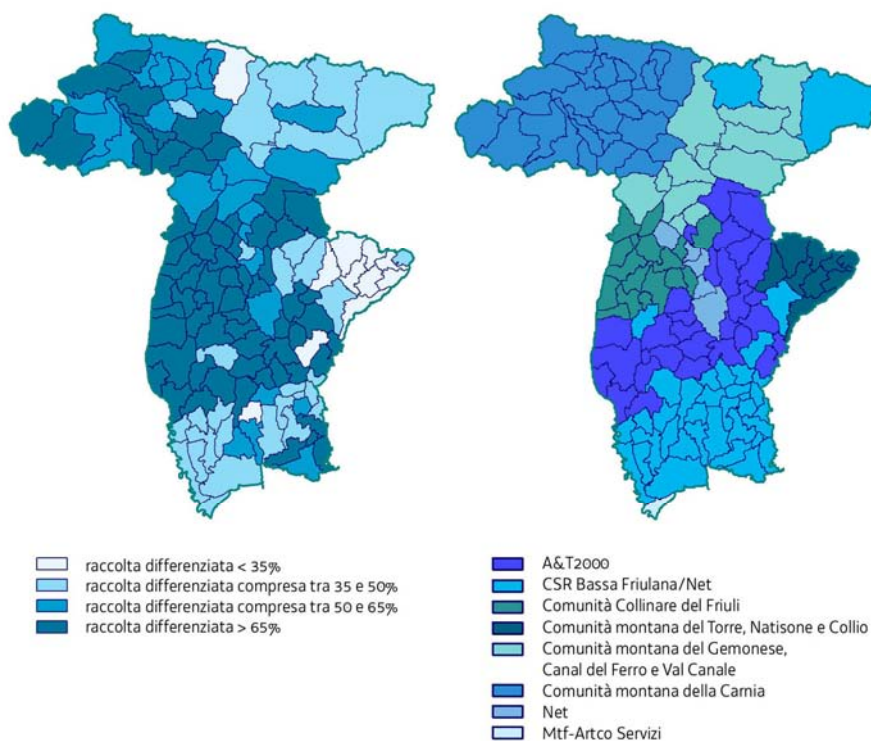 raccolta differenziata < 35%
raccolta differenziata compresa tra 35 e 50%
raccolta differenziata compresa tra 50 e 65%
raccolta differenziata > 65%
A&T2000
CSR Bassa Friulana/Net
Comunità Collinare del Friuli
Comunità montana del Torre, Natisone e Collio
Comunità montana del Gemonese,
Canal del Ferro e Val Canale
Comunità montana della Carnia
Net
Mtf-Artco Servizi